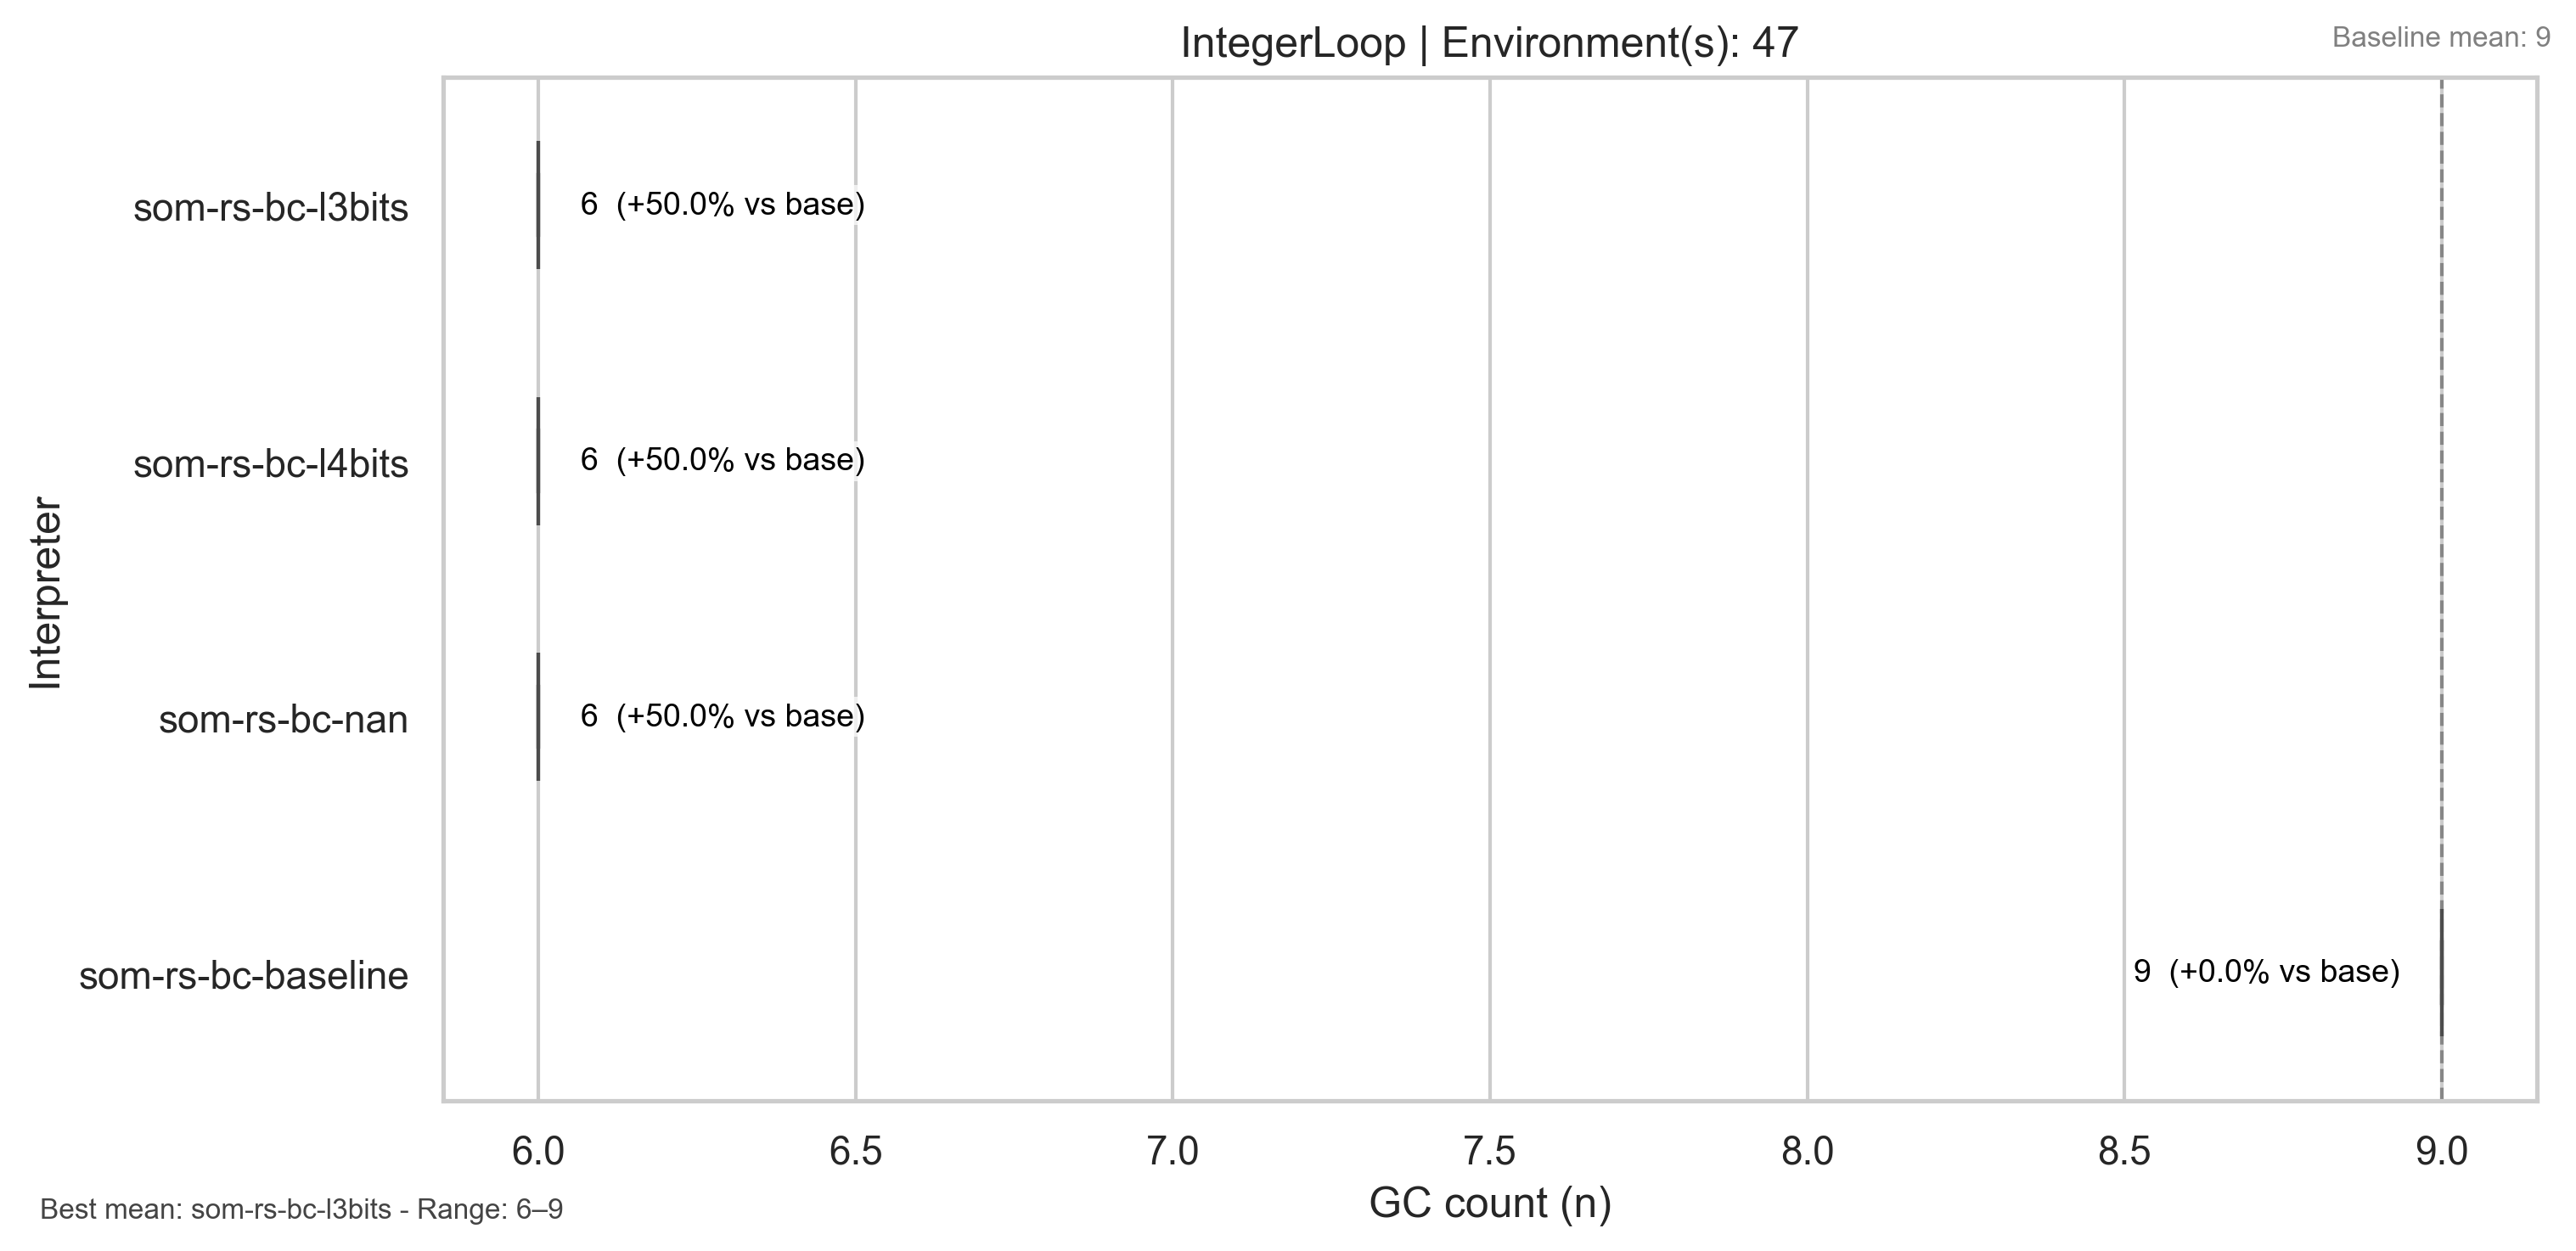 IntegerLoop | Environment(s): 47
Baseline mean: 9
Interpreter
som-rs-bc-l3bits
6 (+50.0% vs base)
som-rs-bc-l4bits
6 (+50.0% vs base)
som-rs-bc-nan
6 (+50.0% vs base)
som-rs-bc-baseline
9 (+0.0% vs base)
6.0 6.5 7.0 7.5 8.0 8.5 9.0
GC count (n)
Best mean: som-rs-bc-l3bits - Range: 6–9